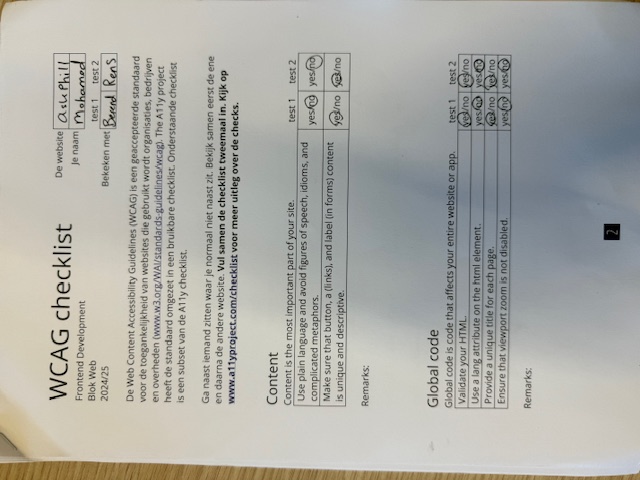 WCAG checklist
Frontend Development
Blok Web
2024/25
De website AskPhill
Je naam Mohamed
test 1 test 2
Bekeken met Berend Rens
De Web Content Accessibility Guidelines (WCAG) is een geaccepteerde standaard
voor de toegankelijkheid van websites die gebruikt wordt organisaties, bedrijven
en overheden (www.w3.org/WAI/standards-guidelines/wcag). The A11y project
heeft de standaard omgezet in een bruikbare checklist. Onderstaande checklist
is een subset van de A11y checklist.
Ga naast iemand zitten waar je normaal niet naast zit. Bekijk samen eerst de ene
en daarna de andere website. Vul samen de checklist tweemaal in. Kijk op
www.a11yproject.com/checklist voor meer uitleg over de checks.
Content
Content is the most important part of your site. test 1 test 2
Use plain language and avoid figures of speech, idioms, and
complicated metaphors. yes/no yes/no
Make sure that button, a (links), and label (in forms) content
is unique and descriptive. yes/no yes/no
Remarks:
Global code
Global code is code that affects your entire website or app. test 1 test 2
Validate your HTML. yes/no yes/no
Use a lang attribute on the html element. yes/no yes/no
Provide a unique title for each page. yes/no yes/no
Ensure that viewport zoom is not disabled. yes/no yes/no
Remarks:
2